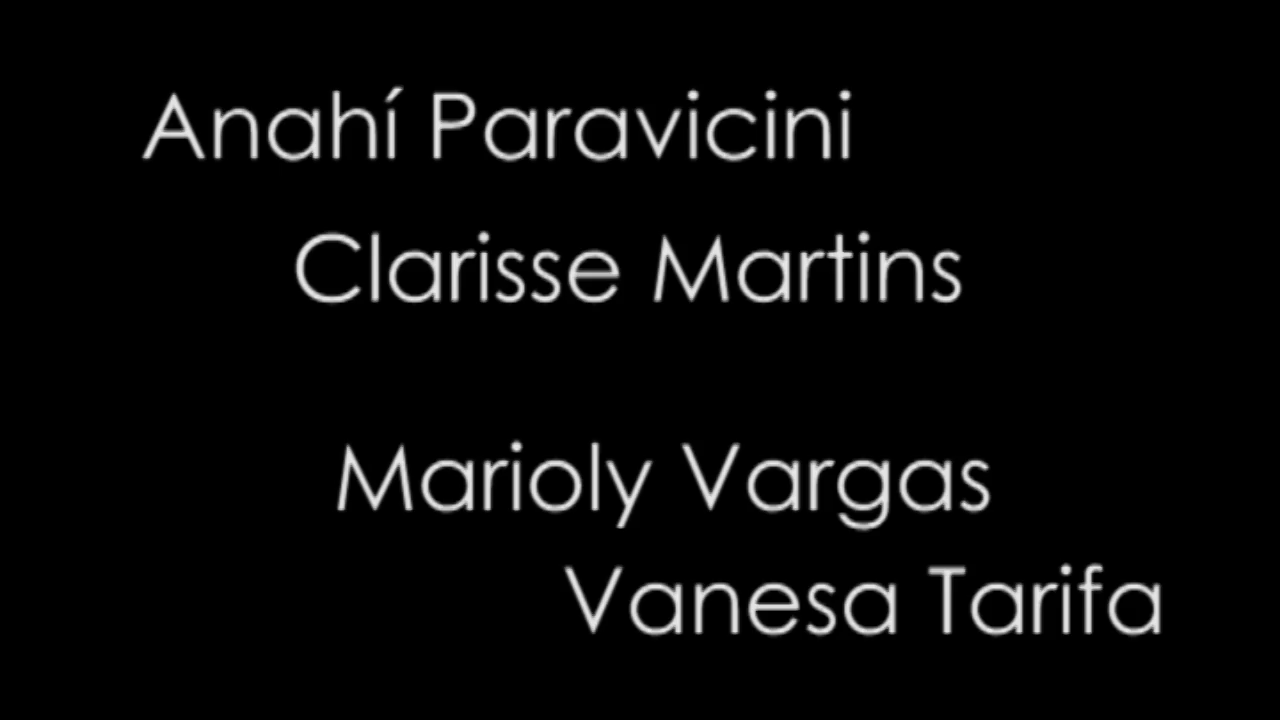 Anahí Paravicini
Clarisse Martins
Marioly Vargas
Vanesa Tarifa